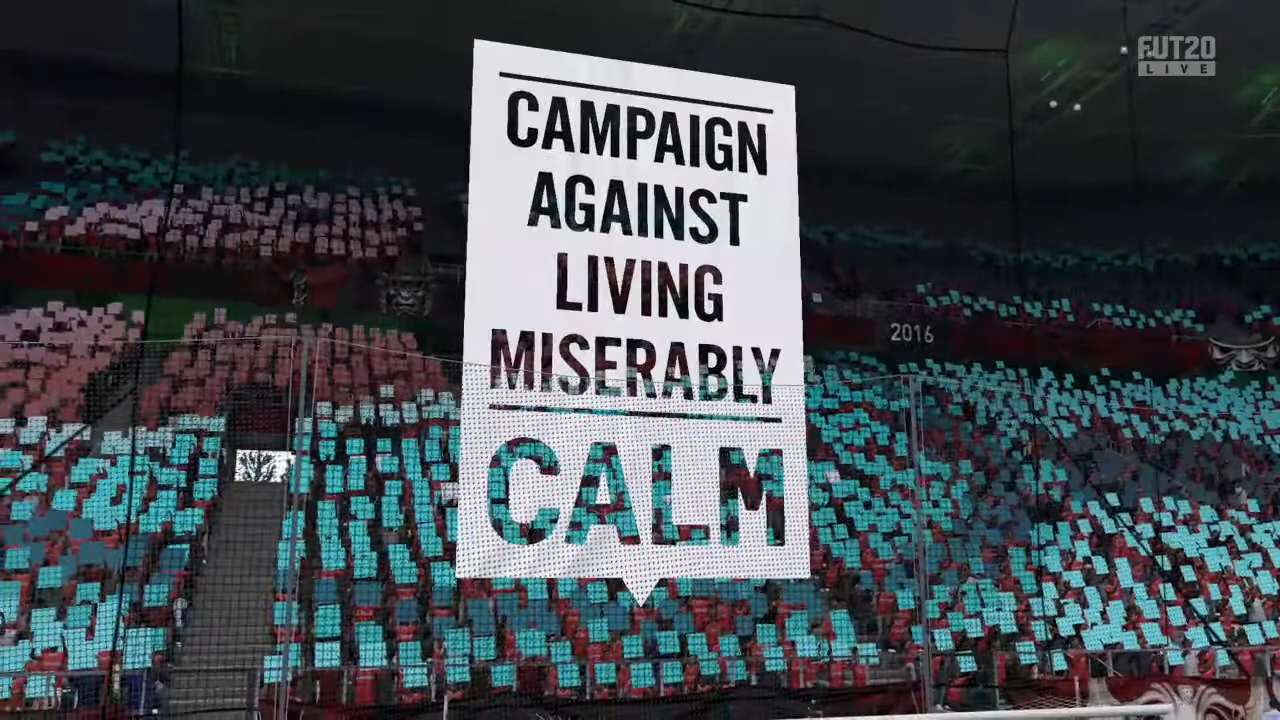 FUT20
LIVE
CAMPAIGN
AGAINST
LIVING
MISERABLY
CALM
2016